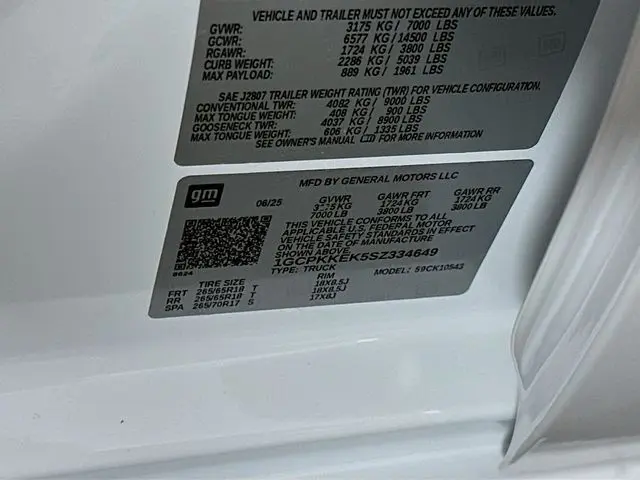 VEHICLE AND TRAILER MUST NOT EXCEED ANY OF THESE VALUES.
GVWR: 3175 KG/ 7000 LBS
GCWR: 6577 KG/ 14500 LBS
RGAWR: 1724 KG/ 3800 LBS
CURB WEIGHT: 2286 KG/ 5039 LBS
MAX PAYLOAD: 889 KG/ 1961 LBS
SAE J2807 TRAILER WEIGHT RATING (TWR) FOR VEHICLE CONFIGURATION.
CONVENTIONAL TWR: 4082 KG/ 9000 LBS
MAX TONGUE WEIGHT: 408 KG/ 900 LBS
GOOSENECK TWR: 4037 KG/ 8900 LBS
MAX TONGUE WEIGHT: 606 KG/ 1335 LBS
SEE OWNER'S MANUAL FOR MORE INFORMATION
gm
MFD BY GENERAL MOTORS LLC
06/25 GVWR GAWR FRT GAWR RR
KG 1724 KG 1724 KG
7000 LB 3800 LB 3800 LB
THIS VEHICLE CONFORMS TO ALL
APPLICABLE U.S. FEDERAL MOTOR
VEHICLE SAFETY STANDARDS IN EFFECT
ON THE DATE OF MANUFACTURE
SHOWN ABOVE.
1GCPKKEK5SZ334649
TYPE: TRUCK MODEL: 59CK10543
8624
TIRE SIZE RIM
FRT 265/65R18 T 18X8.5J
RR 265/65R18 T 18X8.5J
SPA 265/70R17 S 17X8J